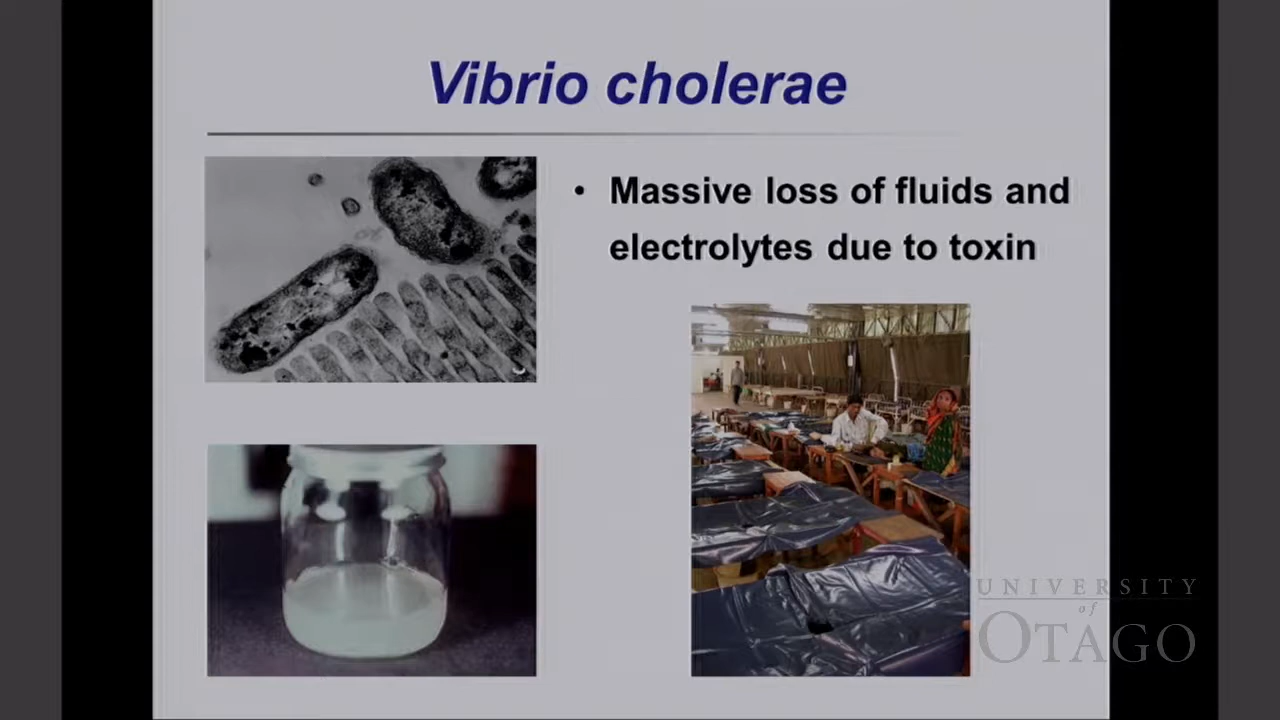 Vibrio cholerae
• Massive loss of fluids and
electrolytes due to toxin
UNIVERSITY
of
OTAGO